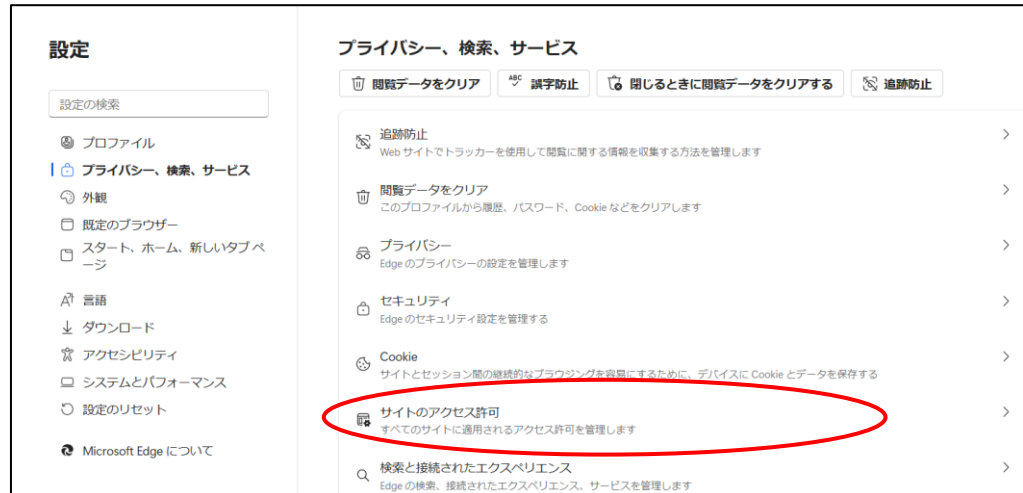 設定
設定の検索
プロファイル
プライバシー、検索、サービス
外観
既定のブラウザー
スタート、ホーム、新しいタブ ペ
ージ
言語
ダウンロード
アクセシビリティ
システムとパフォーマンス
設定のリセット
Microsoft Edge について
プライバシー、検索、サービス
閲覧データをクリア
ABC 誤字防止
閉じるときに閲覧データをクリアする
追跡防止
追跡防止
Web サイトでトラッカーを使用して閲覧に関する情報を収集する方法を管理します
閲覧データをクリア
このプロファイルから履歴、パスワード、Cookie などをクリアします
プライバシー
Edge のプライバシーの設定を管理します
セキュリティ
Edge のセキュリティ設定を管理する
Cookie
サイトとセッション間の継続的なブラウジングを容易にするために、デバイスに Cookie とデータを保存する
サイトのアクセス許可
すべてのサイトに適用されるアクセス許可を管理します
検索と接続されたエクスペリエンス
Edge の検索、接続されたエクスペリエンス、サービスを管理します